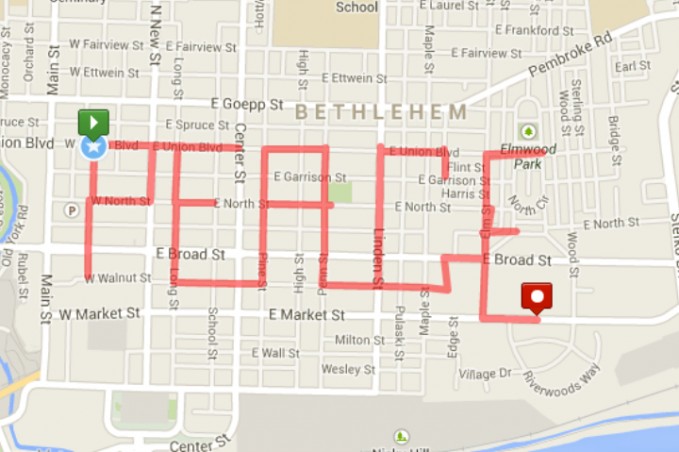 School
E Laurel St
E Frankford St
Pembroke Rd
Monocacy St
Orchard St
Main St
N New St
Long St
W Fairview St
E Fairview St
High St
Maple St
E Fairview St
W Ettwein St
E Ettwein St
Earl St
Sterling St
Wood St
Bridge St
E Goepp St
BETHLEHEM
E Spruce St
Center St
ion Blvd
W
Blvd
E Union Blvd
E Union Blvd
Elmwood
Park
Flint St
E Garrison St
E Garrison St
Harris St
W North St
E North St
E North St
North Cir
E North St
P
Old York Rd
Elm St
Linden St
Wood St
E Broad St
E Broad St
Rubel St
W Walnut St
Long St
Pine St
High St
Penn St
Main St
W Market St
School St
E Market St
Pulaski St
Maple St
Edge St
Milton St
E Wall St
Wesley St
Village Dr
Riverwoods Way
Center St